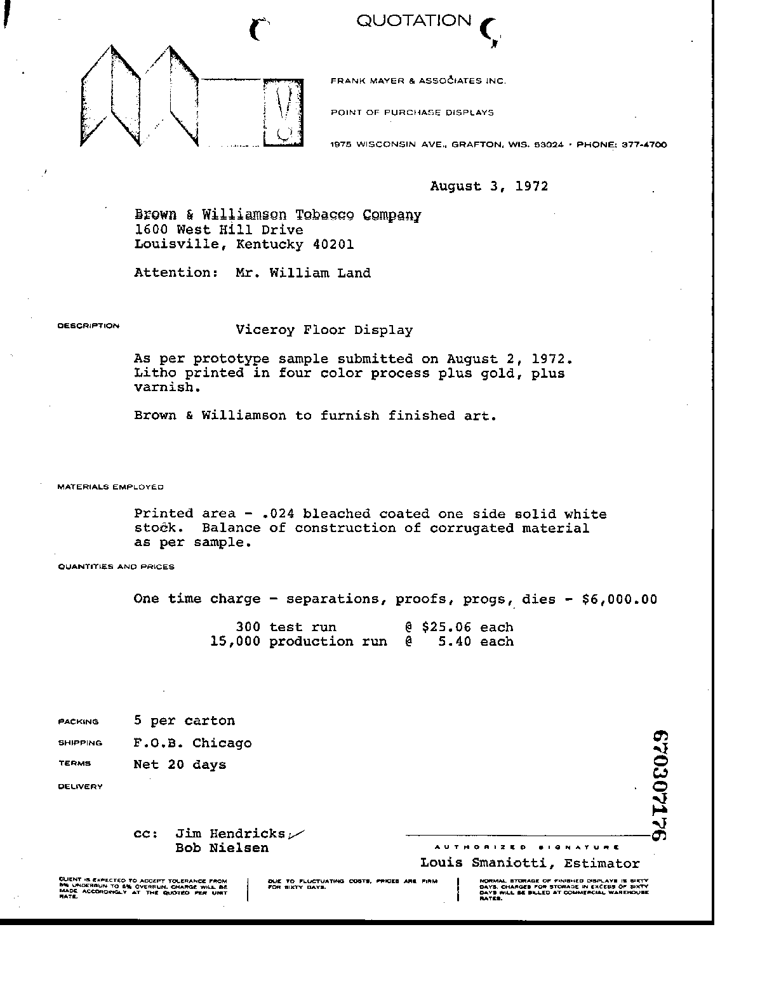 QUOTATION
FRANK MAYER & ASSOCIATES INC.
POINT OF PURCHASE DISPLAYS
1975 WISCONSIN AVE., GRAFTON, WIS. 53024 · PHONE: 377-4700
August 3, 1972
Brown & Williamson Tobacco Company
1600 West Hill Drive
Louisville, Kentucky 40201
Attention: Mr. William Land
DESCRIPTION
Viceroy Floor Display
As per prototype sample submitted on August 2, 1972.
Litho printed in four color process plus gold, plus
varnish.
Brown & Williamson to furnish finished art.
MATERIALS EMPLOYED
Printed area - .024 bleached coated one side solid white
stock. Balance of construction of corrugated material
as per sample.
QUANTITIES AND PRICES
One time charge - separations, proofs, progs, dies - $6,000.00
300 test run @ $25.06 each
15,000 production run @ 5.40 each
PACKING 5 per carton
SHIPPING F.O.B. Chicago
TERMS Net 20 days
DELIVERY
670307176
cc: Jim Hendricks
Bob Nielsen
AUTHORIZED SIGNATURE
Louis Smaniotti, Estimator
CLIENT IS EXPECTED TO ACCEPT TOLERANCE FROM
5% UNDERRUN TO 5% OVERRUN. CHARGE WILL BE
MADE ACCORDINGLY AT THE QUOTED PER UNIT
RATE.
DUE TO FLUCTUATING COSTS, PRICES ARE FIRM
FOR SIXTY DAYS.
NORMAL STORAGE OF FINISHED DISPLAYS IS SIXTY
DAYS. CHARGES FOR STORAGE IN EXCESS OF SIXTY
DAYS WILL BE BILLED AT COMMERCIAL WAREHOUSE
RATES.